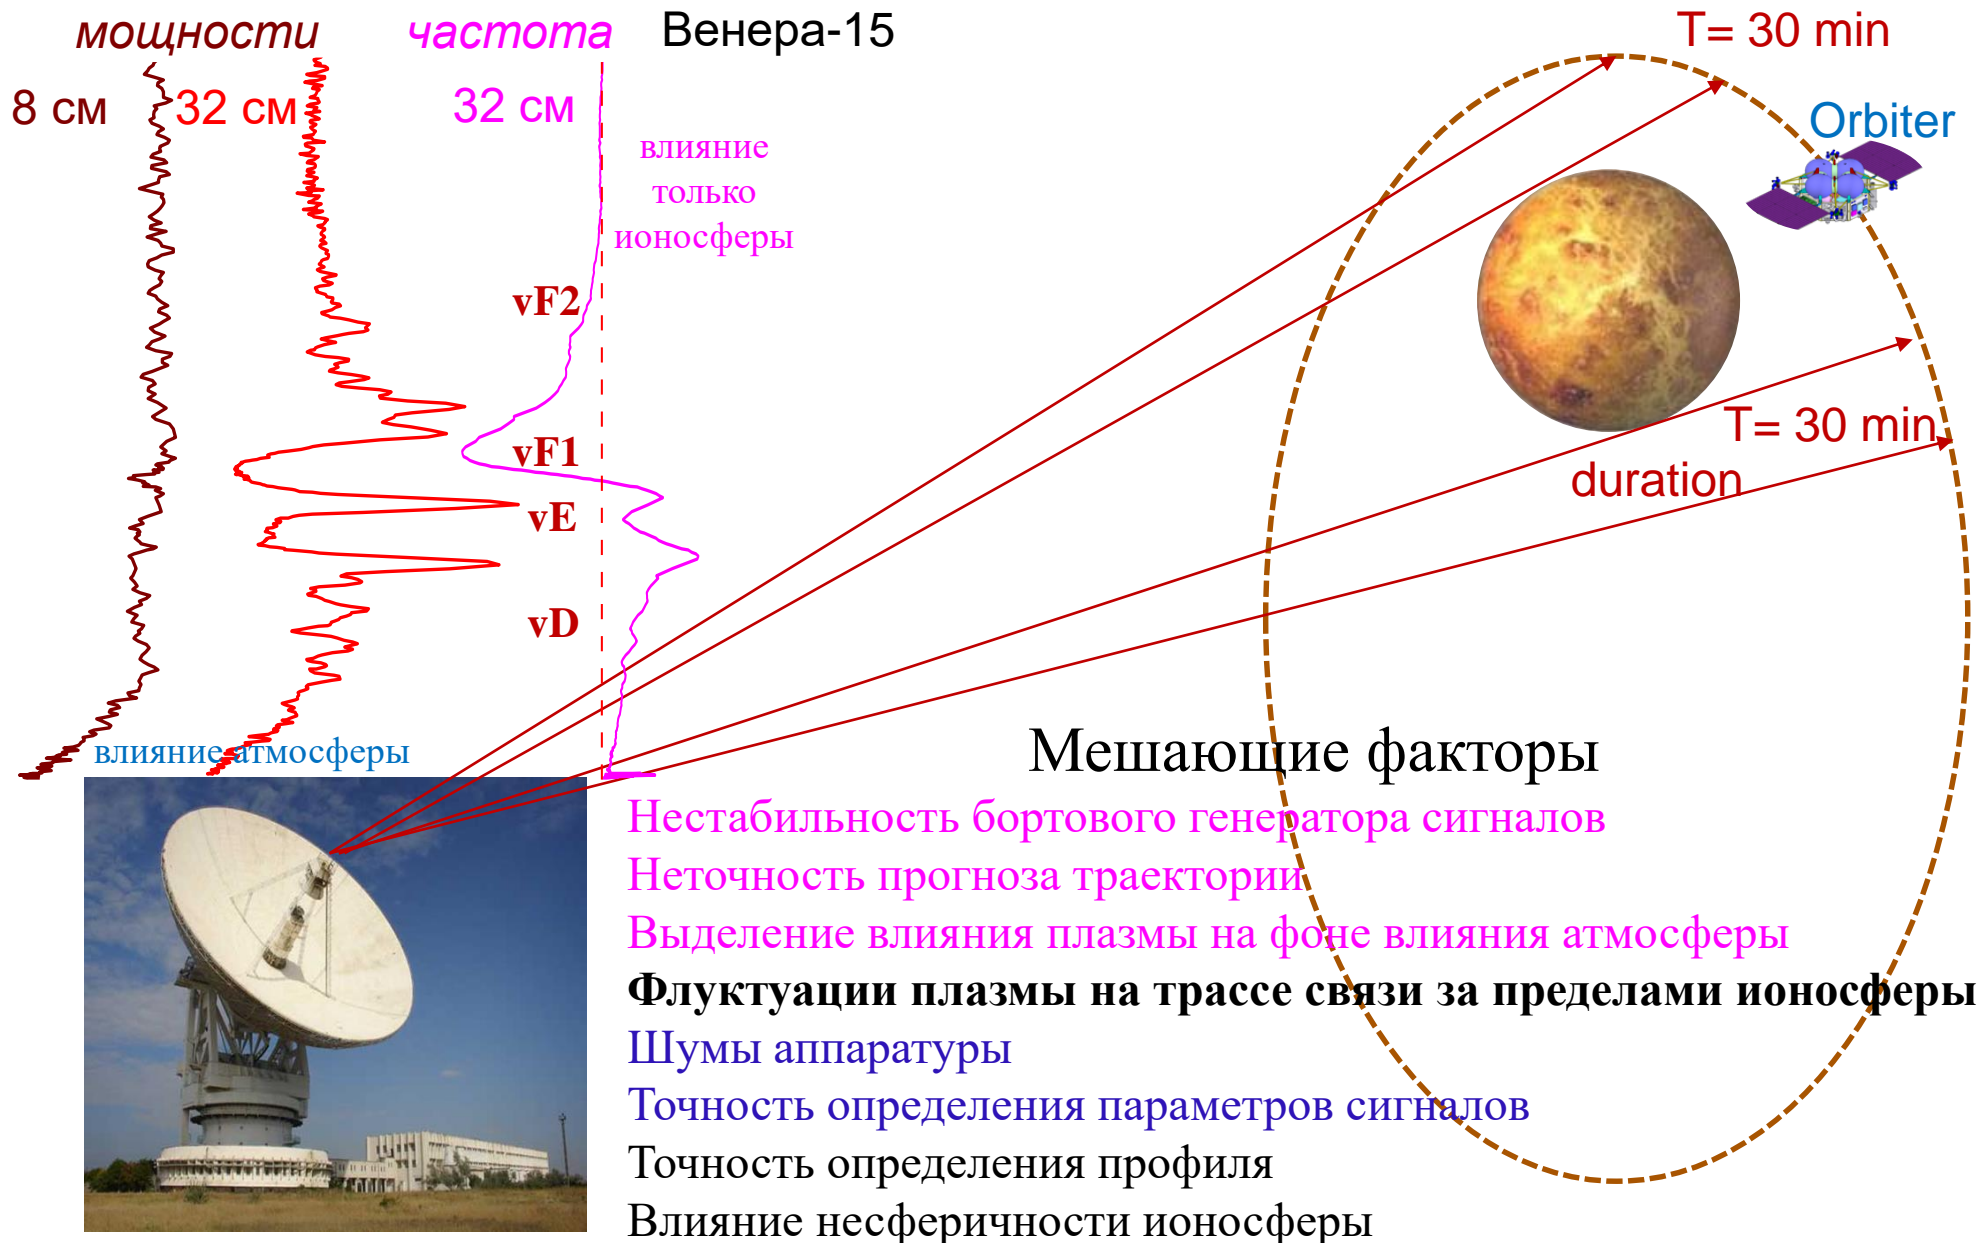 мощности
частота
Венера-15
T= 30 min
8 см
32 см
32 см
Orbiter
влияние
только
ионосферы
vF2
vF1
T= 30 min
duration
vE
vD
влияние атмосферы
Мешающие факторы
Нестабильность бортового генератора сигналов
Неточность прогноза траектории
Выделение влияния плазмы на фоне влияния атмосферы
Флуктуации плазмы на трассе связи за пределами ионосферы
Шумы аппаратуры
Точность определения параметров сигналов
Точность определения профиля
Влияние несферичности ионосферы